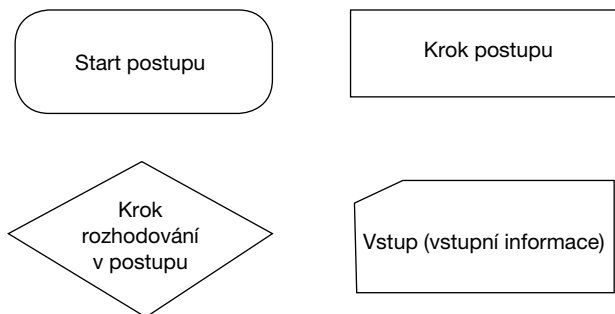 Start postupu
Krok postupu
Krok
rozhodování
v postupu
Vstup (vstupní informace)